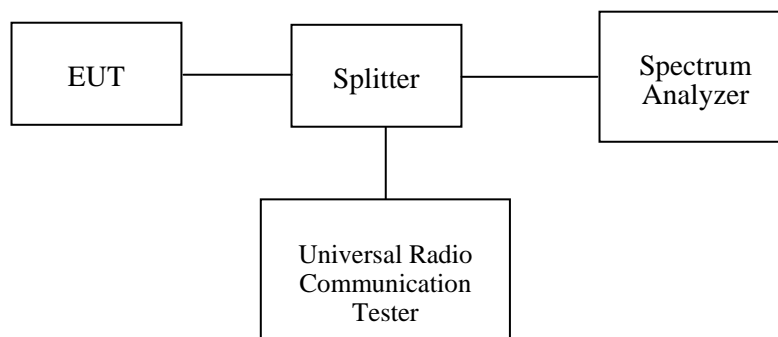 EUT
Splitter
Spectrum
Analyzer
Universal Radio
Communication
Tester